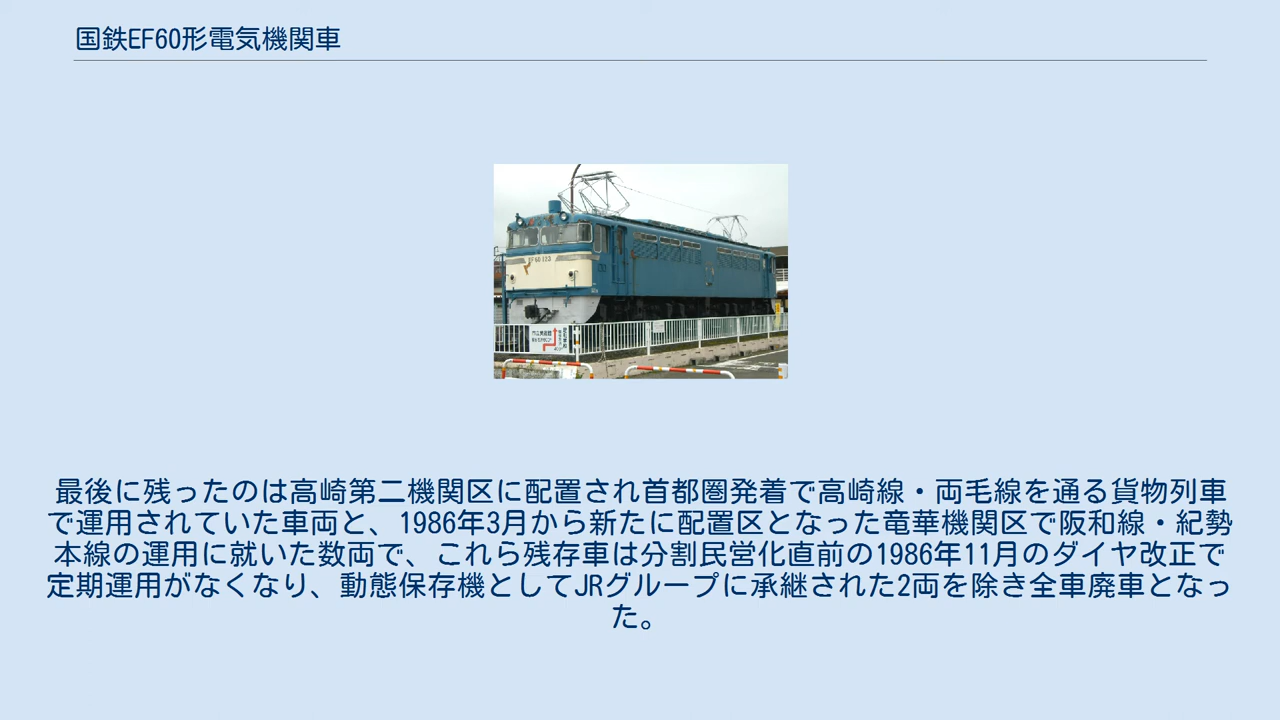 国鉄EF60形電気機関車
EF60 123
最後に残ったのは高崎第二機関区に配置され首都圏発着で高崎線・両毛線を通る貨物列車
で運用されていた車両と、1986年3月から新たに配置区となった竜華機関区で阪和線・紀勢
本線の運用に就いた数両で、これら残存車は分割民営化直前の1986年11月のダイヤ改正で
定期運用がなくなり、動態保存機としてJRグループに承継された2両を除き全車廃車となっ
た。